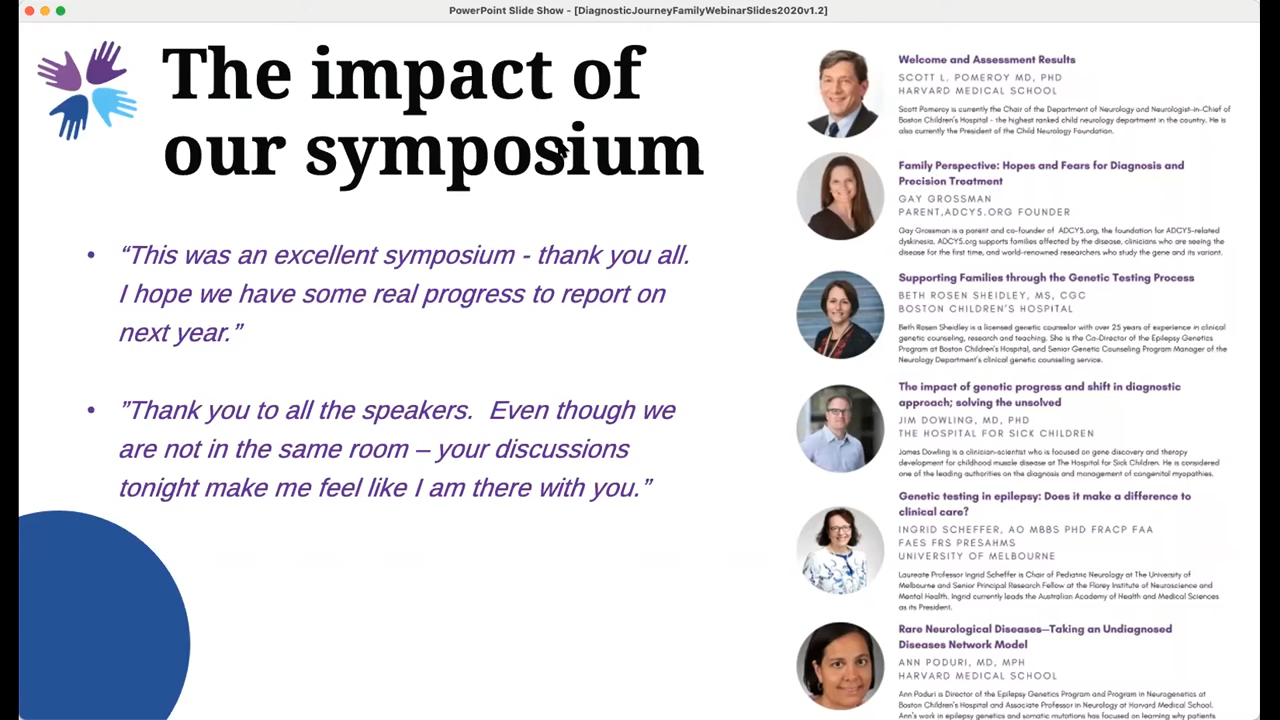 PowerPoint Slide Show - [DiagnosticJourneyFamilyWebinarSlides2020v1.2]
The impact of
our symposium
• “This was an excellent symposium - thank you all.
I hope we have some real progress to report on
next year.”
• ”Thank you to all the speakers. Even though we
are not in the same room – your discussions
tonight make me feel like I am there with you.”
Welcome and Assessment Results
SCOTT L. POMEROY MD, PHD
HARVARD MEDICAL SCHOOL
Scott Pomeroy is currently the Chair of the Department of Neurology and Neurologist-in-Chief of
Boston Children's Hospital - the highest ranked child neurology department in the country. He is
also currently the President of the Child Neurology Foundation.
Family Perspective: Hopes and Fears for Diagnosis and
Precision Treatment
GAY GROSSMAN
PARENT,ADCY5.ORG FOUNDER
Gay Grossman is a parent and co-founder of ADCY5.org, the foundation for ADCY5-related
dyskinesia. ADCY5.org supports families affected by the disease, clinicians who are seeing the
disease for the first time, and world-renowned researchers who study the gene and its variant.
Supporting Families through the Genetic Testing Process
BETH ROSEN SHEIDLEY, MS, CGC
BOSTON CHILDREN'S HOSPITAL
Beth Rosen Sheidley is a licensed genetic counselor with over 25 years of experience in clinical
genetic counseling, research and teaching. She is the Co-Director of the Epilepsy Genetics
Program at Boston Children's Hospital, and Senior Genetic Counseling Program Manager of the
Neurology Department's clinical genetic counseling service.
The impact of genetic progress and shift in diagnostic
approach; solving the unsolved
JIM DOWLING, MD, PHD
THE HOSPITAL FOR SICK CHILDREN
James Dowling is a clinician-scientist who is focused on gene discovery and therapy
development for childhood muscle disease at The Hospital for Sick Children. He is considered
one of the leading authorities on the diagnosis and management of congenital myopathies.
Genetic testing in epilepsy: Does it make a difference to
clinical care?
INGRID SCHEFFER, AO MBBS PHD FRACP FAA
FAES FRS PRESAHMS
UNIVERSITY OF MELBOURNE
Laureate Professor Ingrid Scheffer is Chair of Pediatric Neurology at The University of
Melbourne and Senior Principal Research Fellow at the Florey Institute of Neuroscience and
Mental Health. Ingrid currently leads the Australian Academy of Health and Medical Sciences
as its President.
Rare Neurological Diseases—Taking an Undiagnosed
Diseases Network Model
ANN PODURI, MD, MPH
HARVARD MEDICAL SCHOOL
Ann Poduri is Director of the Epilepsy Genetics Program and Program in Neurogenetics at
Boston Children's Hospital and Associate Professor in Neurology at Harvard Medical School.
Ann's work in epilepsy genetics and somatic mutations has focused on learning why patients